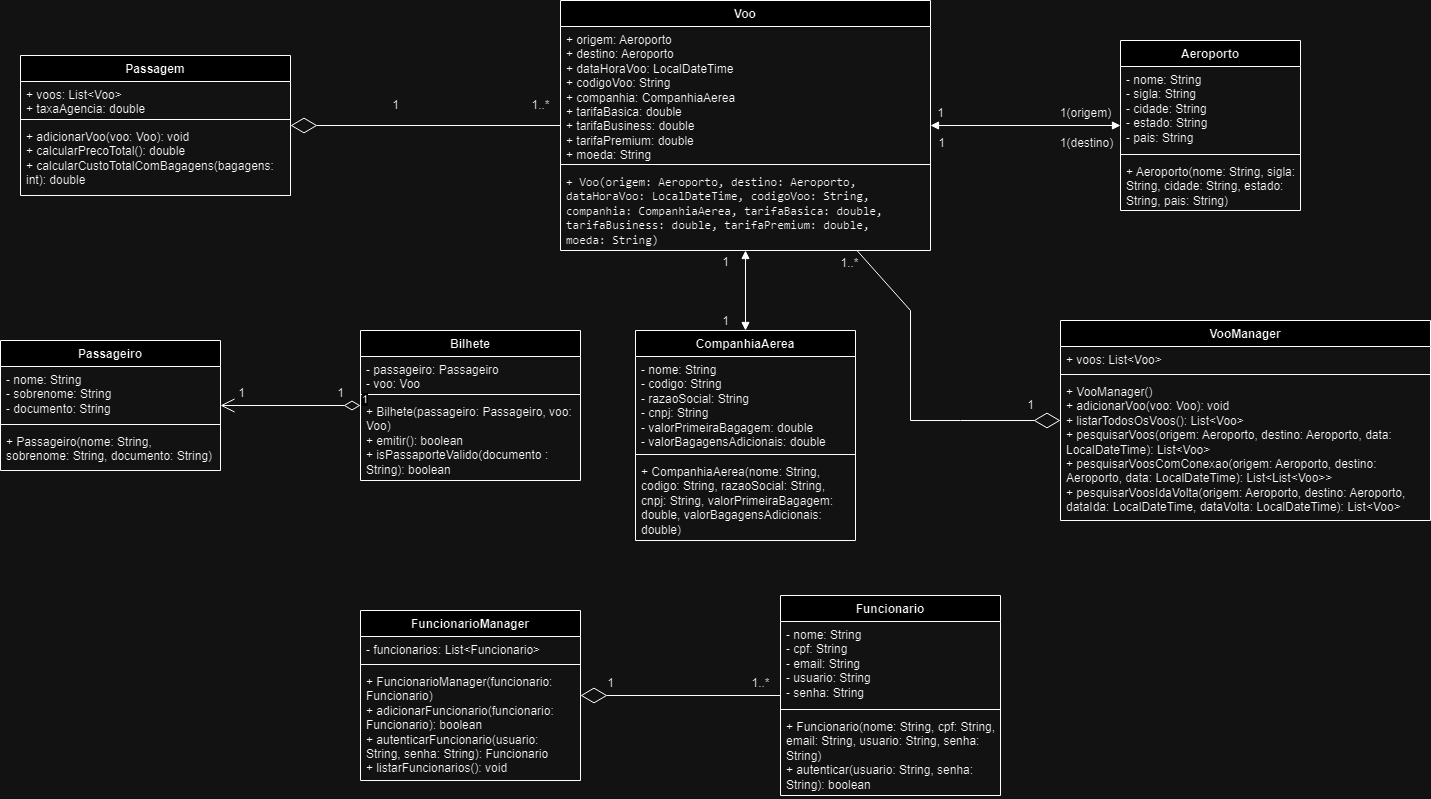 Voo
+ origem: Aeroporto
+ destino: Aeroporto
+ dataHoraVoo: LocalDateTime
+ codigoVoo: String
+ companhia: CompanhiaAerea
+ tarifaBasica: double
+ tarifaBusiness: double
+ tarifaPremium: double
+ moeda: String
+ Voo(origem: Aeroporto, destino: Aeroporto,
dataHoraVoo: LocalDateTime, codigoVoo: String,
companhia: CompanhiaAerea, tarifaBasica: double,
tarifaBusiness: double, tarifaPremium: double,
moeda: String)
Passagem
+ voos: List<Voo>
+ taxaAgencia: double
+ adicionarVoo(voo: Voo): void
+ calcularPrecoTotal(): double
+ calcularCustoTotalComBagagens(bagagens:
int): double
1
1..*
Aeroporto
- nome: String
- sigla: String
- cidade: String
- estado: String
- pais: String
+ Aeroporto(nome: String, sigla:
String, cidade: String, estado:
String, pais: String)
1
1(origem)
1
1(destino)
1
1
1..*
Passageiro
- nome: String
- sobrenome: String
- documento: String
+ Passageiro(nome: String,
sobrenome: String, documento: String)
1
1
1
Bilhete
- passageiro: Passageiro
- voo: Voo
+ Bilhete(passageiro: Passageiro, voo:
Voo)
+ emitir(): boolean
+ isPassaporteValido(documento :
String): boolean
CompanhiaAerea
- nome: String
- codigo: String
- razaoSocial: String
- cnpj: String
- valorPrimeiraBagagem: double
- valorBagagensAdicionais: double
+ CompanhiaAerea(nome: String,
codigo: String, razaoSocial: String,
cnpj: String, valorPrimeiraBagagem:
double, valorBagagensAdicionais:
double)
1
VooManager
+ voos: List<Voo>
+ VooManager()
+ adicionarVoo(voo: Voo): void
+ listarTodosOsVoos(): List<Voo>
+ pesquisarVoos(origem: Aeroporto, destino: Aeroporto, data:
LocalDateTime): List<Voo>
+ pesquisarVoosComConexao(origem: Aeroporto, destino:
Aeroporto, data: LocalDateTime): List<List<Voo>>
+ pesquisarVoosIdaVolta(origem: Aeroporto, destino: Aeroporto,
dataIda: LocalDateTime, dataVolta: LocalDateTime): List<Voo>
FuncionarioManager
- funcionarios: List<Funcionario>
+ FuncionarioManager(funcionario:
Funcionario)
+ adicionarFuncionario(funcionario:
Funcionario): boolean
+ autenticarFuncionario(usuario:
String, senha: String): Funcionario
+ listarFuncionarios(): void
1
1..*
Funcionario
- nome: String
- cpf: String
- email: String
- usuario: String
- senha: String
+ Funcionario(nome: String, cpf: String,
email: String, usuario: String, senha:
String)
+ autenticar(usuario: String, senha:
String): boolean